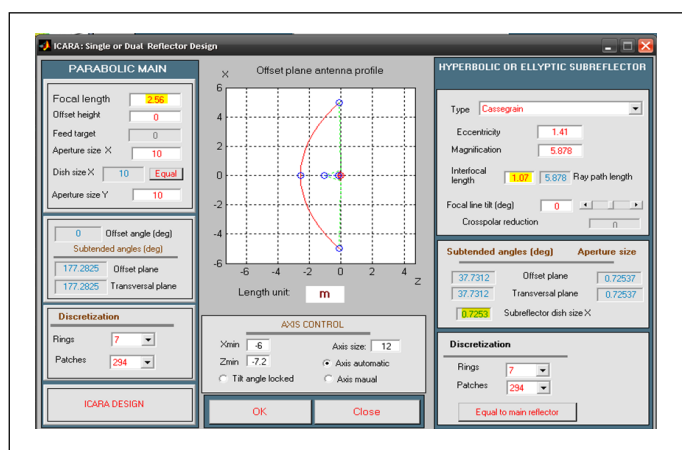 ICARA: Single or Dual Reflector Design
PARABOLIC MAIN
Focal length 2.56
Offset height 0
Feed target 0
Aperture size X 10
Dish size X 10 Equal
Aperture size Y 10
0 Offset angle (deg)
Subtended angles (deg)
177.2825 Offset plane
177.2825 Transversal plane
Discretization
Rings 7
Patches 294
ICARA DESIGN
X Offset plane antenna profile
6
4
2
0
-2
-4
-6
-6 -4 -2 0 2 4 Z
Length unit: m
AXIS CONTROL
Xmin -6 Axis size: 12
Zmin -7.2 Axis automatic
Tilt angle locked Axis maual
OK Close
HYPERBOLIC OR ELLYPTIC SUBREFLECTOR
Type Cassegrain
Eccentricity 1.41
Magnification 5.878
Interfocal length 1.07 5.878 Ray path length
Focal line tilt (deg) 0
Crosspolar reduction 0
Subtended angles (deg) Aperture size
37.7312 Offset plane 0.72537
37.7312 Transversal plane 0.72537
0.7253 Subreflector dish size X
Discretization
Rings 7
Patches 294
Equal to main reflector